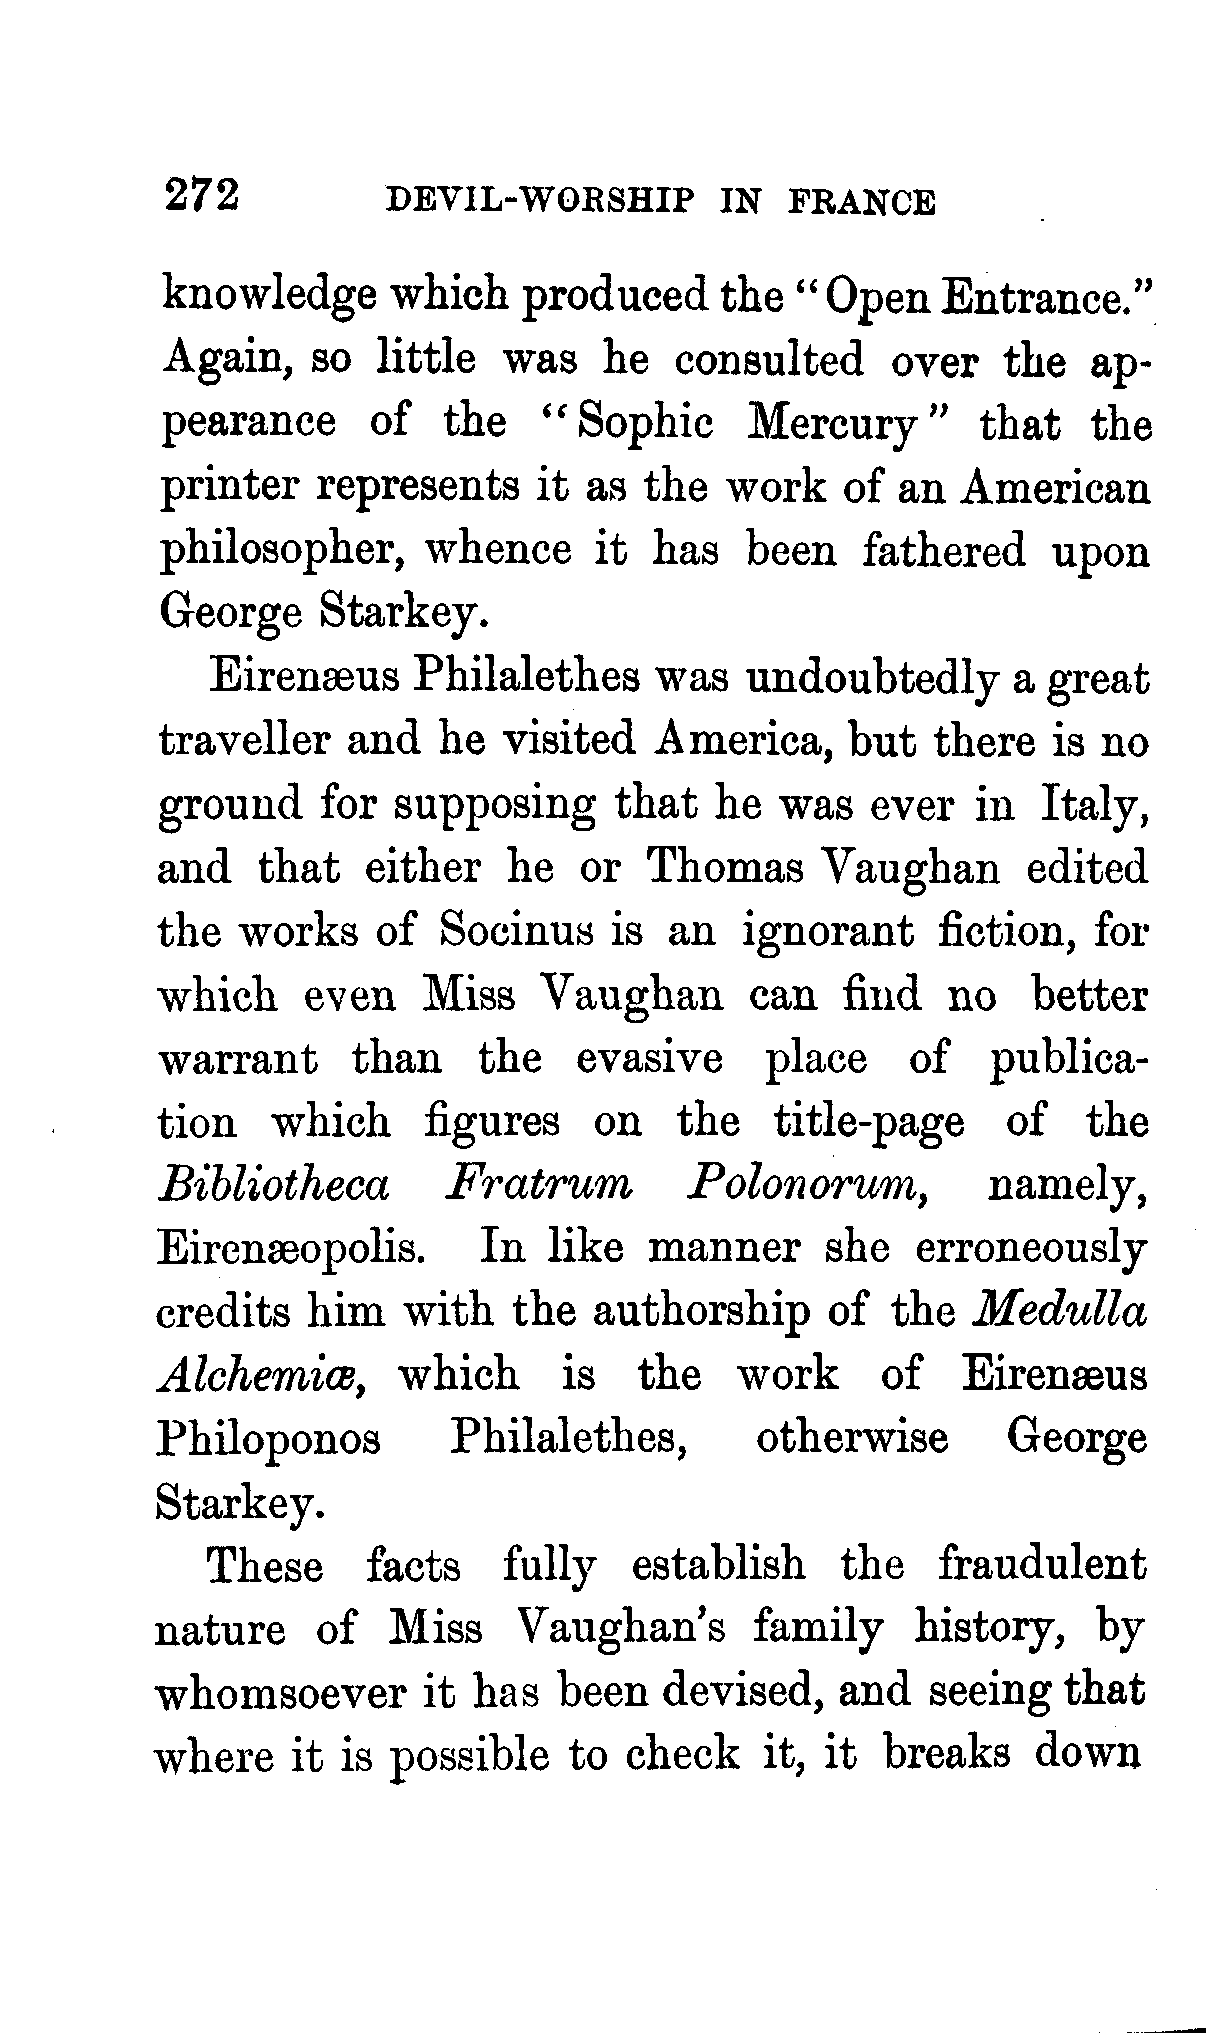 272 DEVIL-WORSHIP IN FRANCE
knowledge which produced the “Open Entrance.”
Again, so little was he consulted over the ap-
pearance of the “Sophic Mercury” that the
printer represents it as the work of an American
philosopher, whence it has been fathered upon
George Starkey.
Eirenæus Philalethes was undoubtedly a great
traveller and he visited America, but there is no
ground for supposing that he was ever in Italy,
and that either he or Thomas Vaughan edited
the works of Socinus is an ignorant fiction, for
which even Miss Vaughan can find no better
warrant than the evasive place of publica-
tion which figures on the title-page of the
Bibliotheca Fratrum Polonorum, namely,
Eirenæopolis. In like manner she erroneously
credits him with the authorship of the Medulla
Alchemiæ, which is the work of Eirenæus
Philoponos Philalethes, otherwise George
Starkey.
These facts fully establish the fraudulent
nature of Miss Vaughan’s family history, by
whomsoever it has been devised, and seeing that
where it is possible to check it, it breaks down